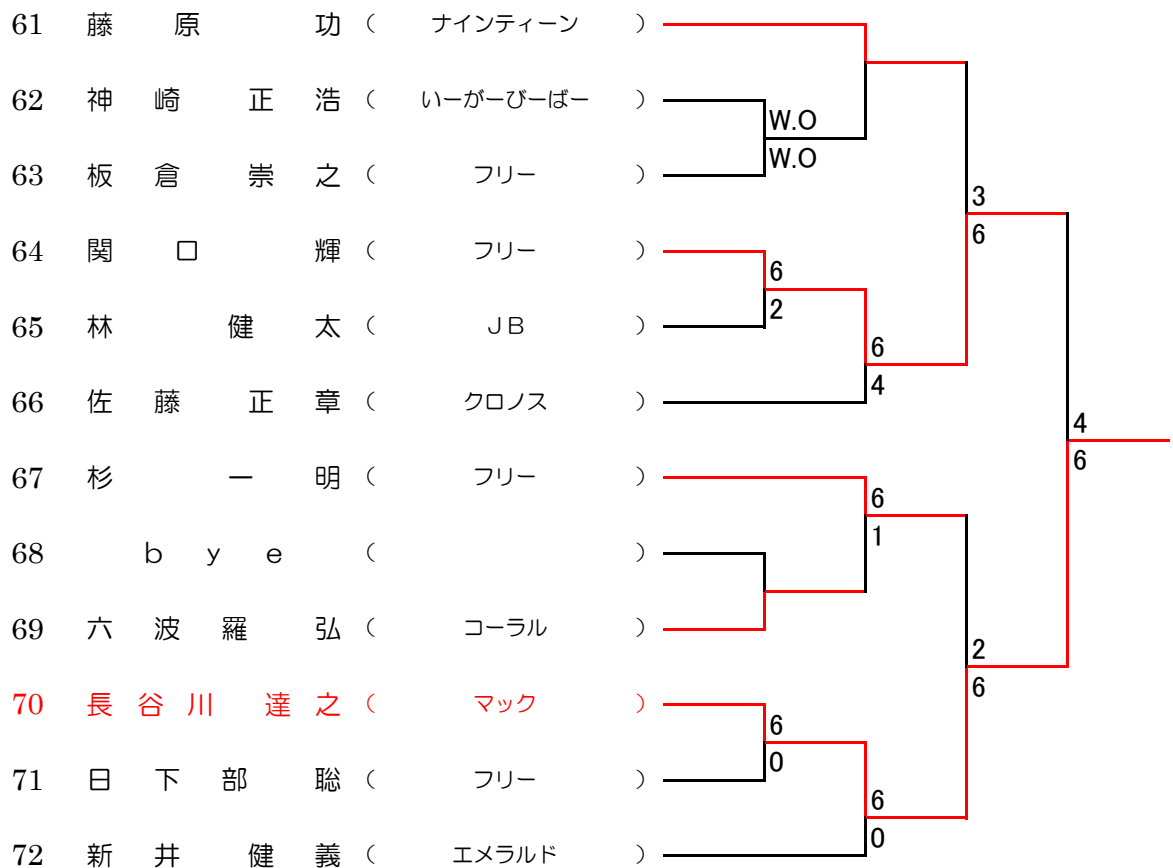 61 藤原 功 ( ナインティーン )
62 神崎 正浩 ( いーがーびーばー )
W.O
W.O
63 板倉 崇之 ( フリー )
3
6
64 関口 輝 ( フリー )
6
2
65 林 健太 ( JB )
6
4
66 佐藤 正章 ( クロノス )
4
6
67 杉 一明 ( フリー )
6
1
68 bye ( )
69 六波羅 弘 ( コーラル )
2
6
70 長谷川 達之 ( マック )
6
0
71 日下部 聡 ( フリー )
6
0
72 新井 健義 ( エメラルド )